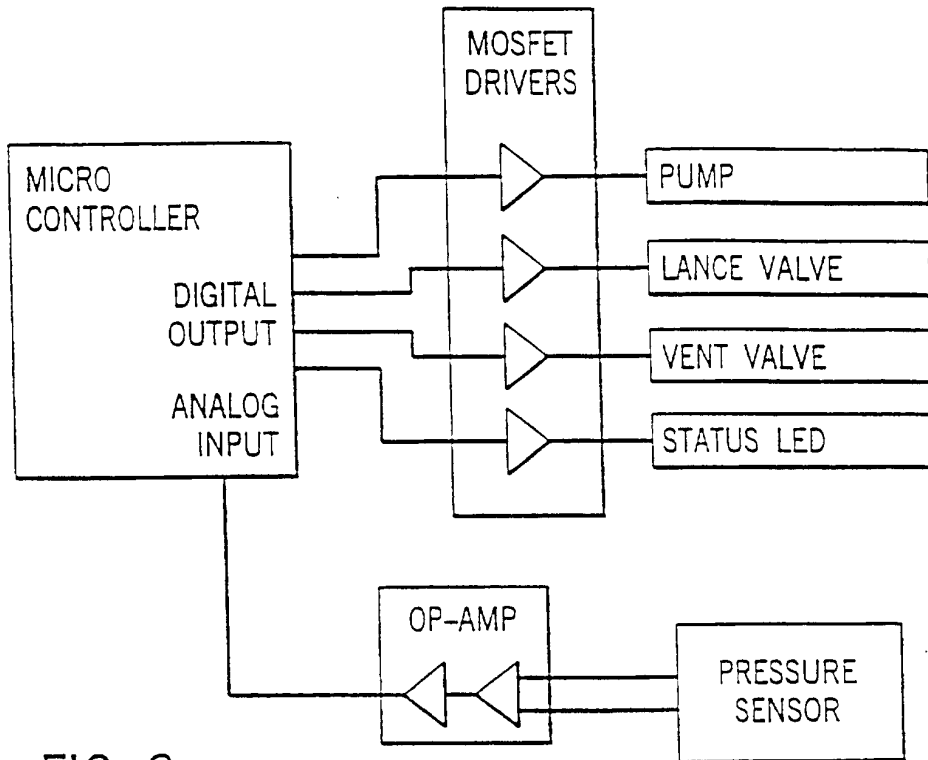 MOSFET
DRIVERS
MICRO
CONTROLLER
PUMP
LANCE VALVE
DIGITAL
OUTPUT
VENT VALVE
ANALOG
INPUT
STATUS LED
OP-AMP
PRESSURE
SENSOR